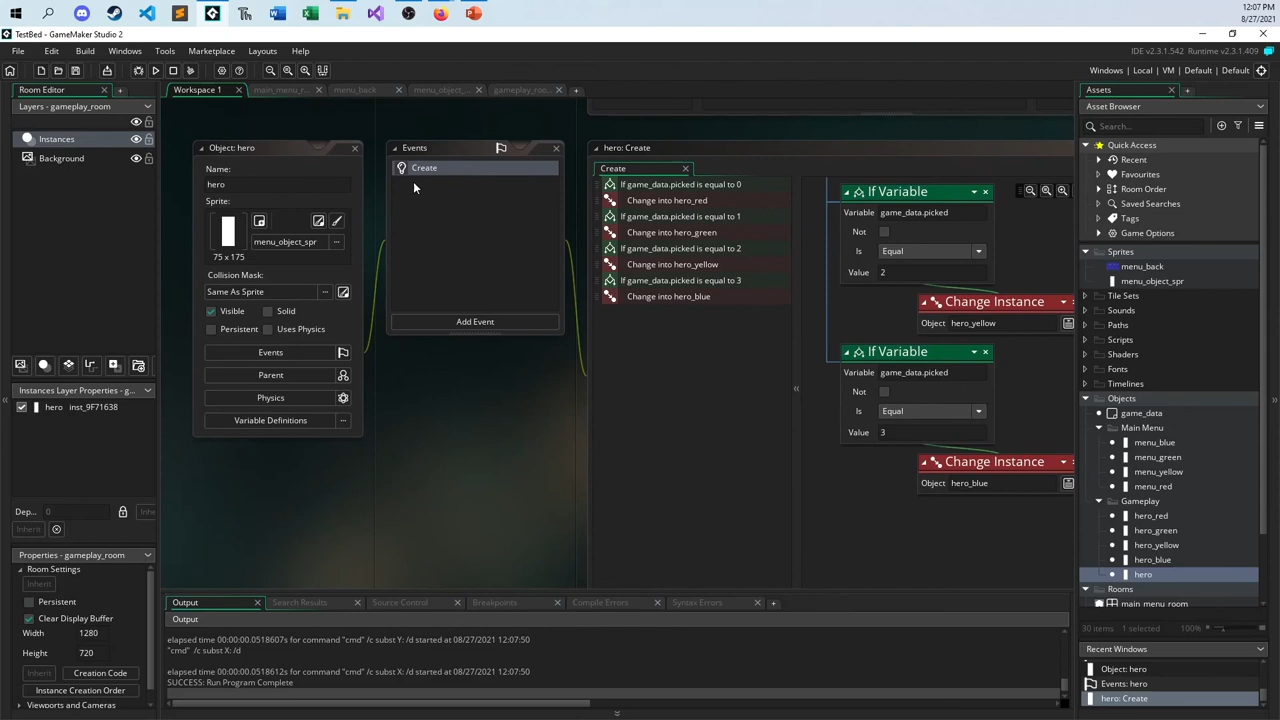 12:07 PM
8/27/2021
TestBed - GameMaker Studio 2
File Edit Build Windows Tools Marketplace Layouts Help
IDE v2.3.1.542 Runtime v2.3.1.409
Windows | Local | VM | Default | Default
Room Editor
Workspace 1
main_menu_r...
menu_back
menu_object_...
gameplay_roo...
Assets
Layers - gameplay_room
Instances
Background
Object: hero
Name:
hero
Sprite:
menu_object_spr
75 x 175
Collision Mask:
Same As Sprite
Visible Solid
Persistent Uses Physics
Events
Parent
Physics
Variable Definitions
Events
Create
Add Event
hero: Create
Create
If game_data.picked is equal to 0
Change into hero_red
If game_data.picked is equal to 1
Change into hero_green
If game_data.picked is equal to 2
Change into hero_yellow
If game_data.picked is equal to 3
Change into hero_blue
If Variable
Variable game_data.picked
Not
Is Equal
Value 2
Change Instance
Object hero_yellow
If Variable
Variable game_data.picked
Not
Is Equal
Value 3
Change Instance
Object hero_blue
Asset Browser
Search...
Quick Access
Recent
Favourites
Room Order
Saved Searches
Tags
Game Options
Sprites
menu_back
menu_object_spr
Tile Sets
Sounds
Paths
Scripts
Shaders
Fonts
Timelines
Objects
game_data
Main Menu
menu_blue
menu_green
menu_yellow
menu_red
Gameplay
hero_red
hero_green
hero_yellow
hero_blue
hero
Rooms
main_menu_room
30 items 1 selected 100%
Recent Windows
Object: hero
Events: hero
hero: Create
Instances Layer Properties - g...
hero inst_9F71638
Dep... 0 Inhe
Inherit
Properties - gameplay_room
Room Settings
Inherit
Persistent
Clear Display Buffer
Width 1280
Height 720
Inherit Creation Code
Instance Creation Order
Viewports and Cameras
Output
Search Results
Source Control
Breakpoints
Compile Errors
Syntax Errors
Output
elapsed time 00:00:00.0518607s for command "cmd" /c subst Y: /d started at 08/27/2021 12:07:50
"cmd" /c subst X: /d
elapsed time 00:00:00.0518612s for command "cmd" /c subst X: /d started at 08/27/2021 12:07:50
SUCCESS: Run Program Complete